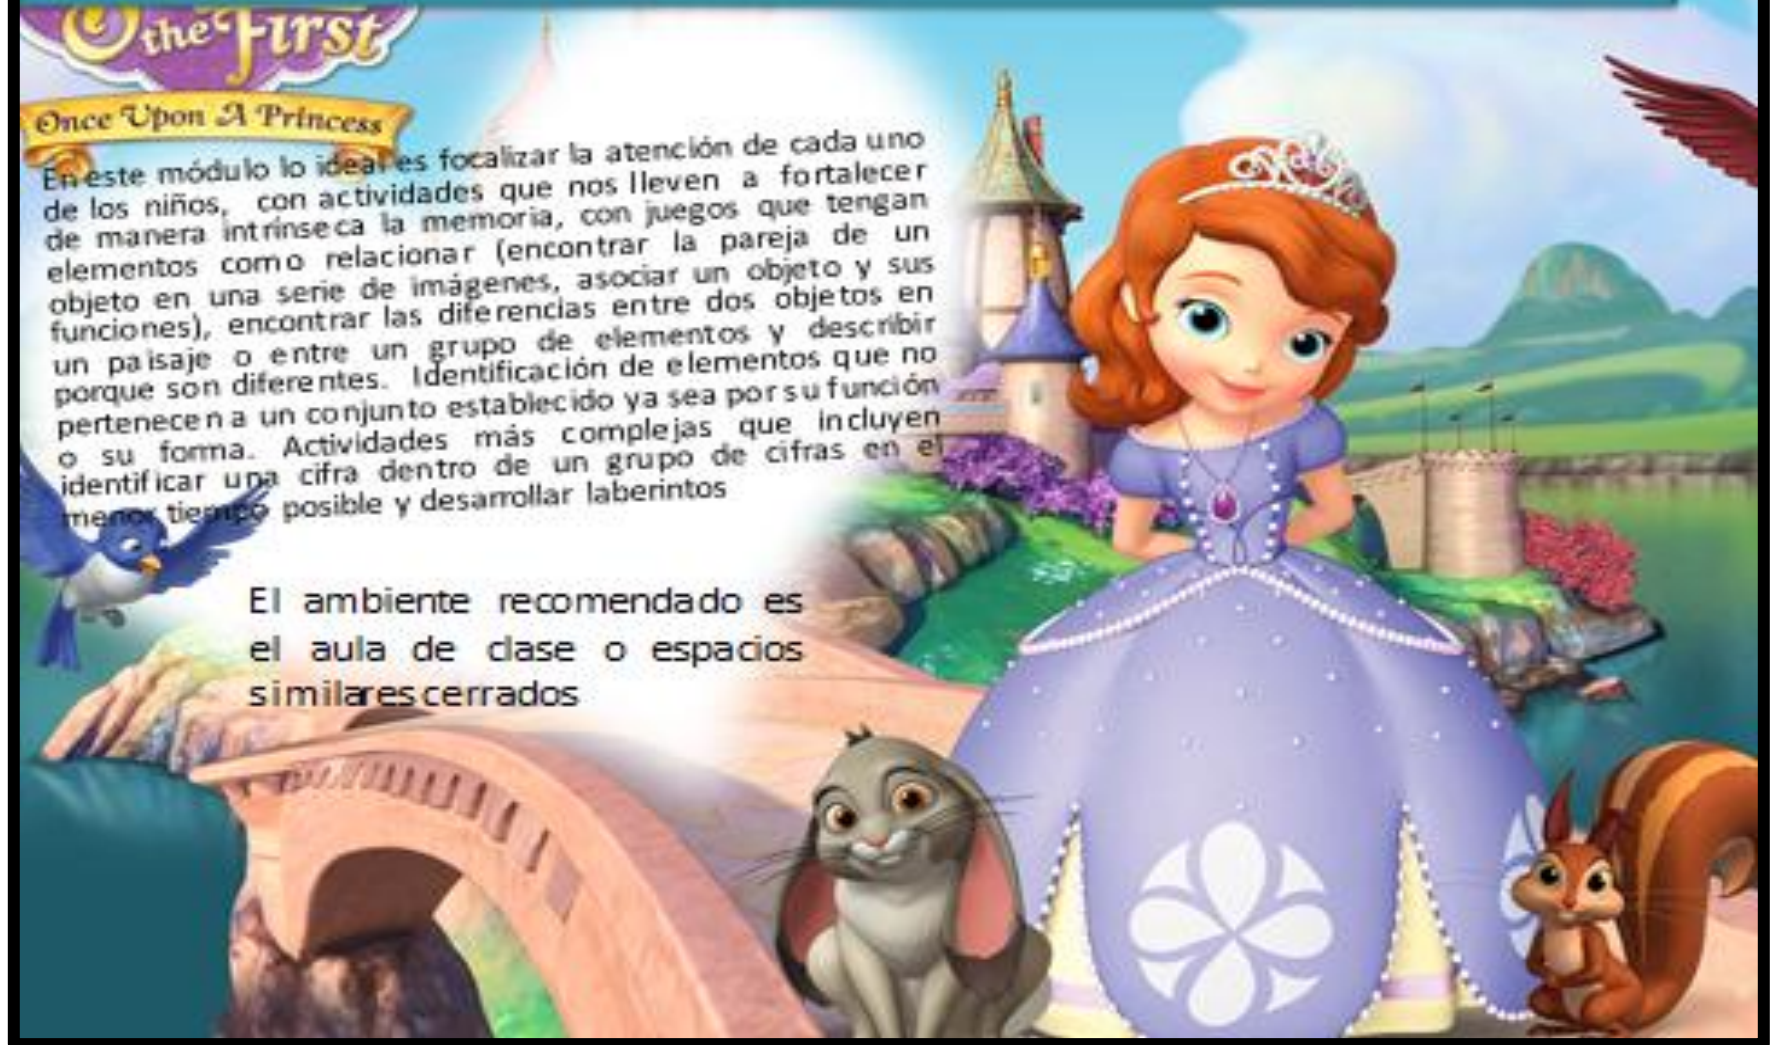 the First
Once Upon A Princess
En este módulo lo ideal es focalizar la atención de cada uno
de los niños, con actividades que nos lleven a fortalecer
de manera intrínseca la memoria, con juegos que tengan
elementos como relacionar (encontrar la pareja de un
objeto en una serie de imágenes, asociar un objeto y sus
funciones), encontrar las diferencias entre dos objetos en
un paisaje o entre un grupo de elementos y describir
porque son diferentes. Identificación de elementos que no
pertenecen a un conjunto establecido ya sea por su función
o su forma. Actividades más complejas que incluyen
identificar una cifra dentro de un grupo de cifras en el
menor tiempo posible y desarrollar laberintos
El ambiente recomendado es
el aula de clase o espacios
similares cerrados